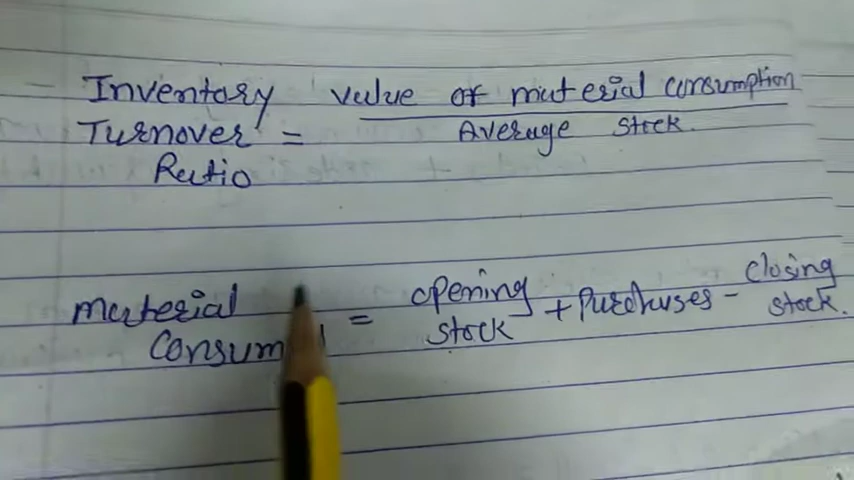 Inventory Turnover Ratio = value of material consumption / Average stock.
material = opening stock + Purchases - closing stock.